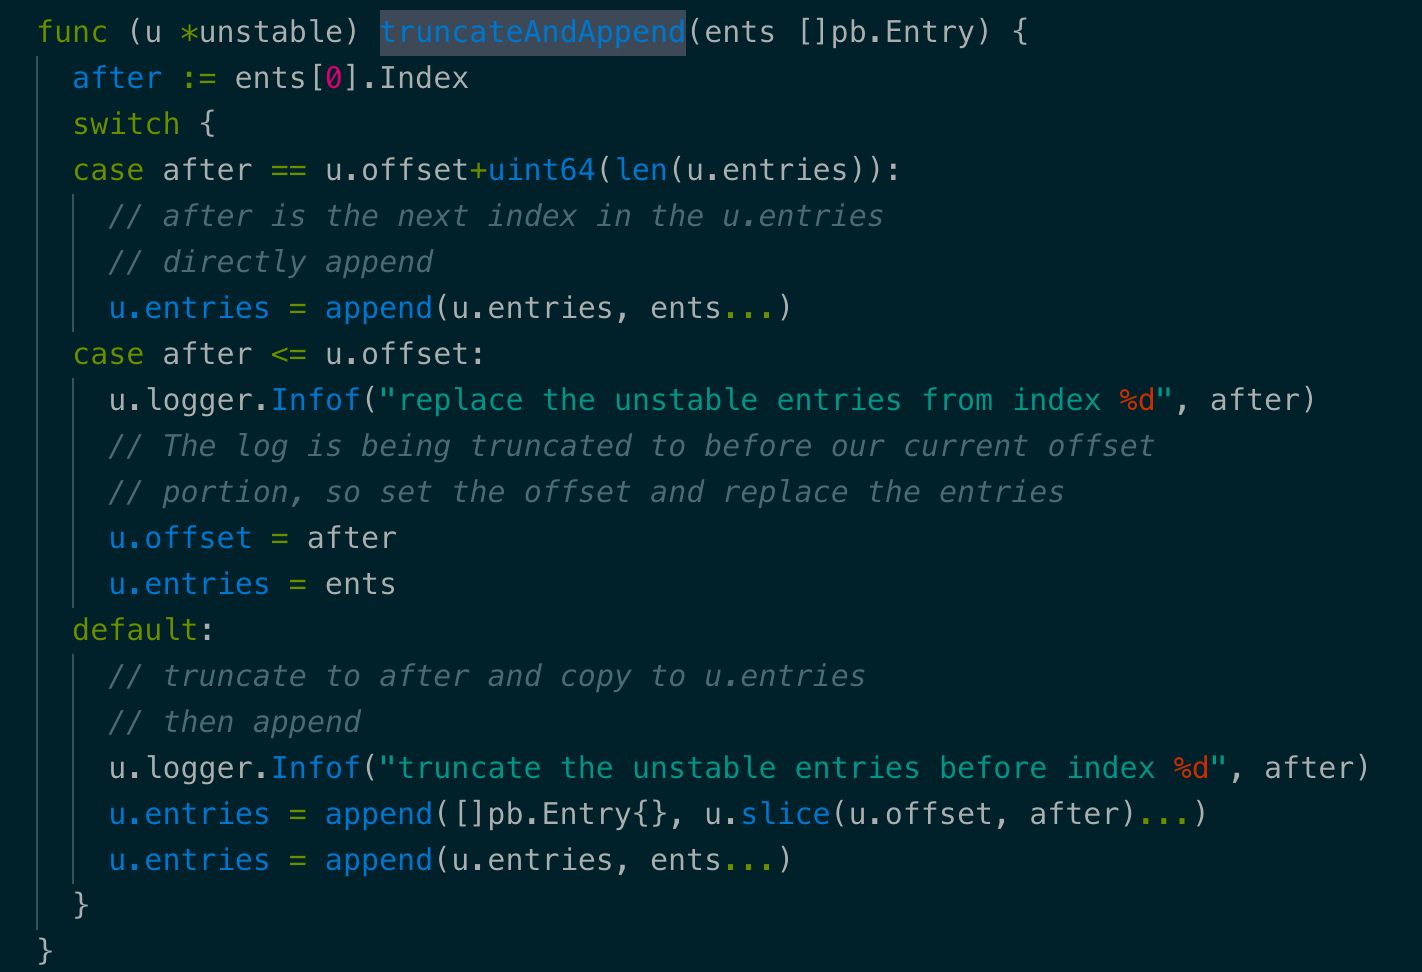 func (u *unstable) truncateAndAppend(ents []pb.Entry) {
  after := ents[0].Index
  switch {
  case after == u.offset+uint64(len(u.entries)):
    // after is the next index in the u.entries
    // directly append
    u.entries = append(u.entries, ents...)
  case after <= u.offset:
    u.logger.Infof("replace the unstable entries from index %d", after)
    // The log is being truncated to before our current offset
    // portion, so set the offset and replace the entries
    u.offset = after
    u.entries = ents
  default:
    // truncate to after and copy to u.entries
    // then append
    u.logger.Infof("truncate the unstable entries before index %d", after)
    u.entries = append([]pb.Entry{}, u.slice(u.offset, after)...)
    u.entries = append(u.entries, ents...)
  }
}